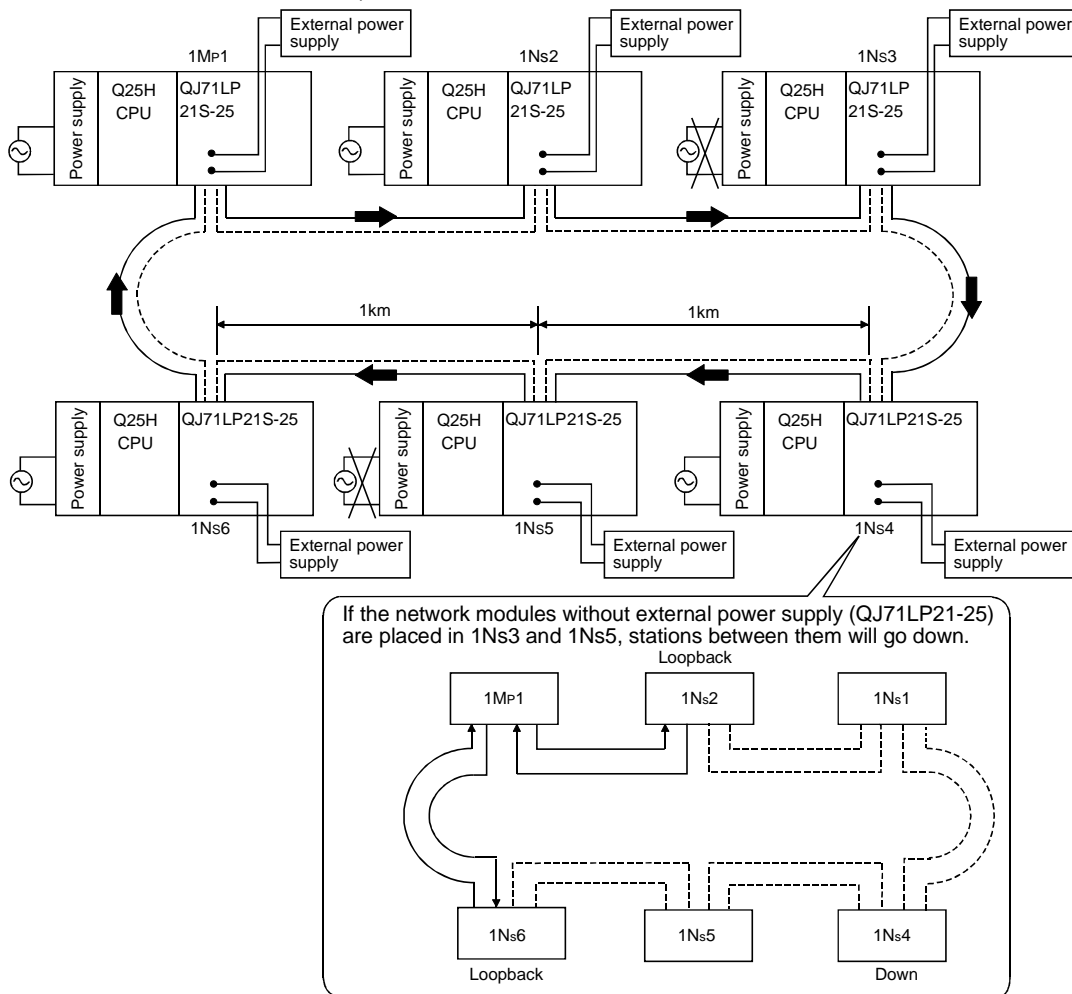 External power
supply
External power
supply
External power
supply
1MP1
1Ns2
1Ns3
Power supply
Q25H
CPU
QJ71LP
21S-25
Power supply
Q25H
CPU
QJ71LP
21S-25
Power supply
Q25H
CPU
QJ71LP
21S-25
1km
1km
Power supply
Q25H
CPU
QJ71LP21S-25
Power supply
Q25H
CPU
QJ71LP21S-25
Power supply
Q25H
CPU
QJ71LP21S-25
1Ns6
1Ns5
1Ns4
External power
supply
External power
supply
External power
supply
If the network modules without external power supply (QJ71LP21-25)
are placed in 1Ns3 and 1Ns5, stations between them will go down.
Loopback
1MP1
1Ns2
1Ns1
1Ns6
1Ns5
1Ns4
Loopback
Down